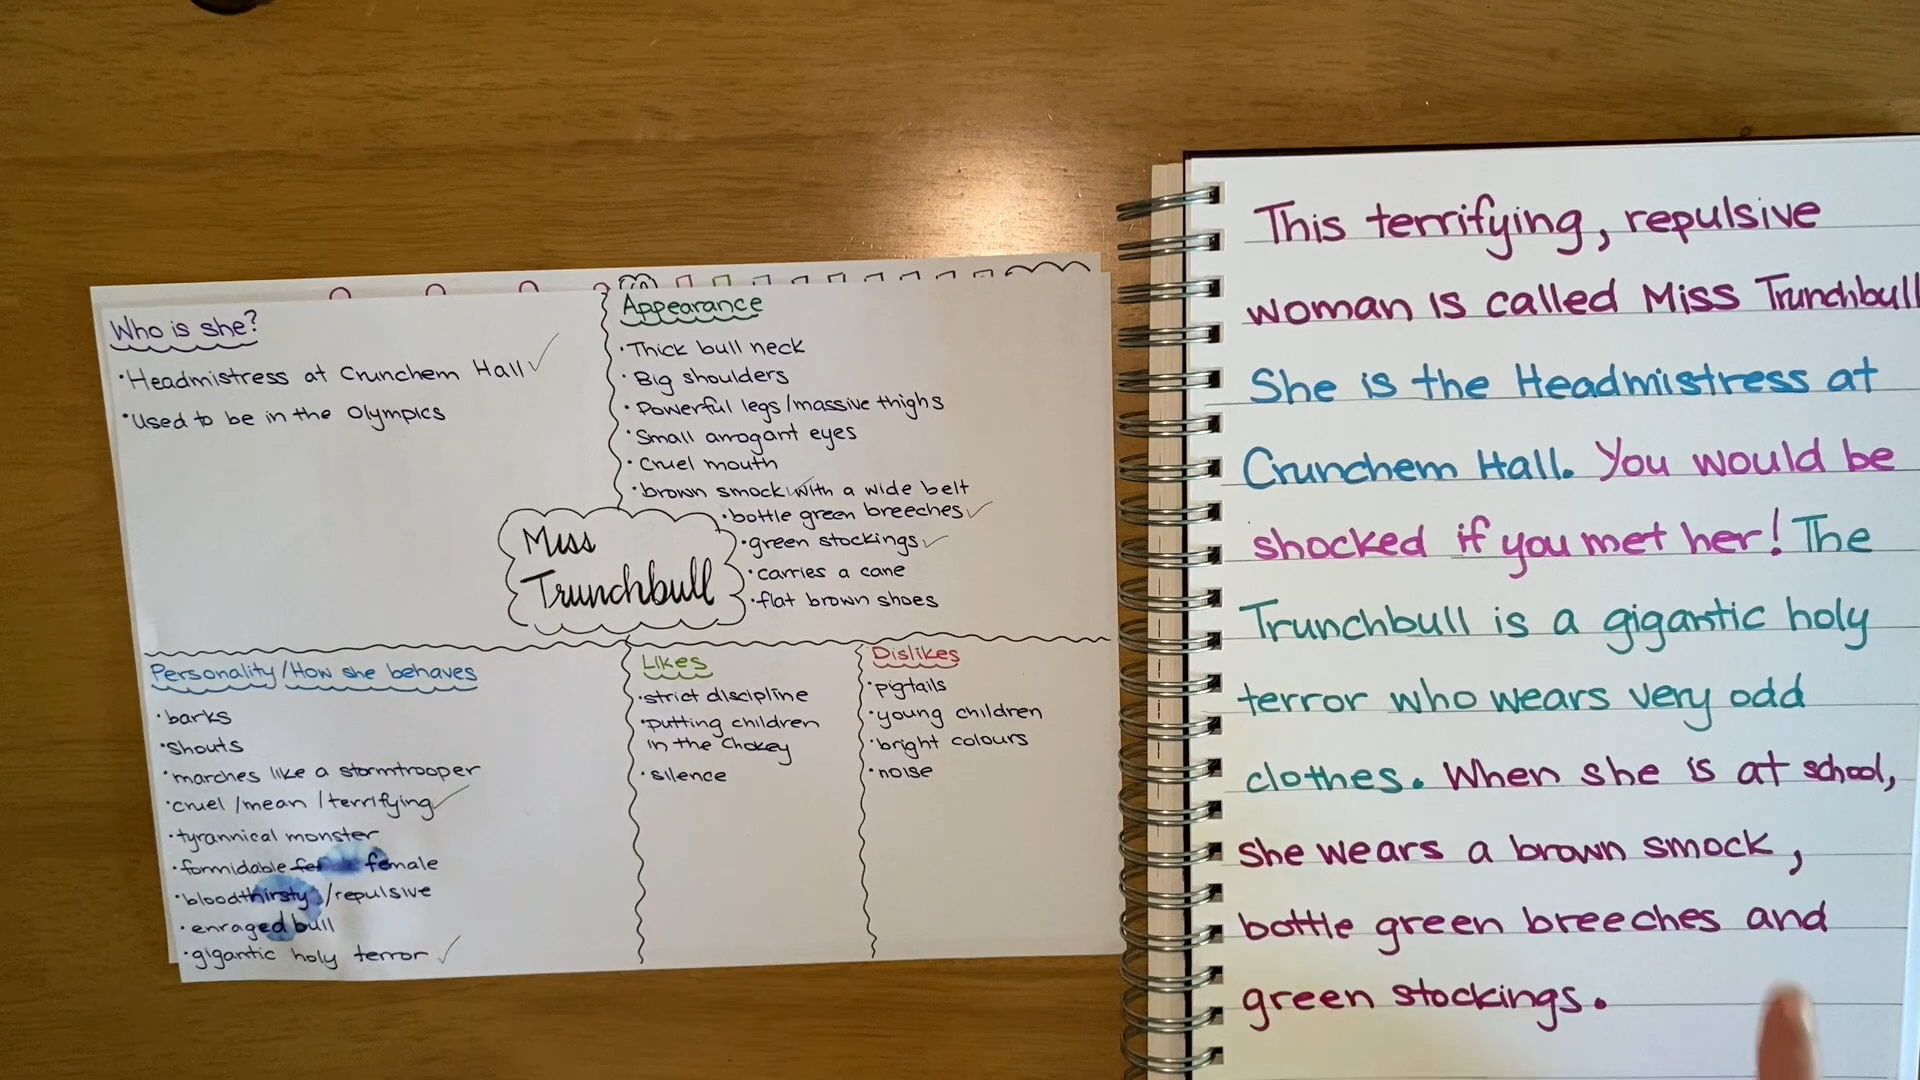 Who is she?
•Headmistress at Crunchem Hall
•Used to be in the Olympics
Appearance
•Thick bull neck
•Big shoulders
•Powerful legs/massive thighs
•Small arrogant eyes
•Cruel mouth
•brown smock with a wide belt
•bottle green breeches
•green stockings
•carries a cane
•flat brown shoes
Miss
Trunchbull
Personality/How she behaves
•barks
•shouts
•marches like a stormtrooper
•cruel/mean/terrifying
•tyrannical monster
•formidable female
•bloodthirsty/repulsive
•enraged bull
•gigantic holy terror
Likes
•strict discipline
•putting children
in the Chokey
•silence
Dislikes
•pigtails
•young children
•bright colours
•noise
This terrifying, repulsive
woman is called Miss Trunchbull
She is the Headmistress at
Crunchem Hall. You would be
shocked if you met her! The
Trunchbull is a gigantic holy
terror who wears very odd
clothes. When she is at school,
she wears a brown smock,
bottle green breeches and
green stockings.